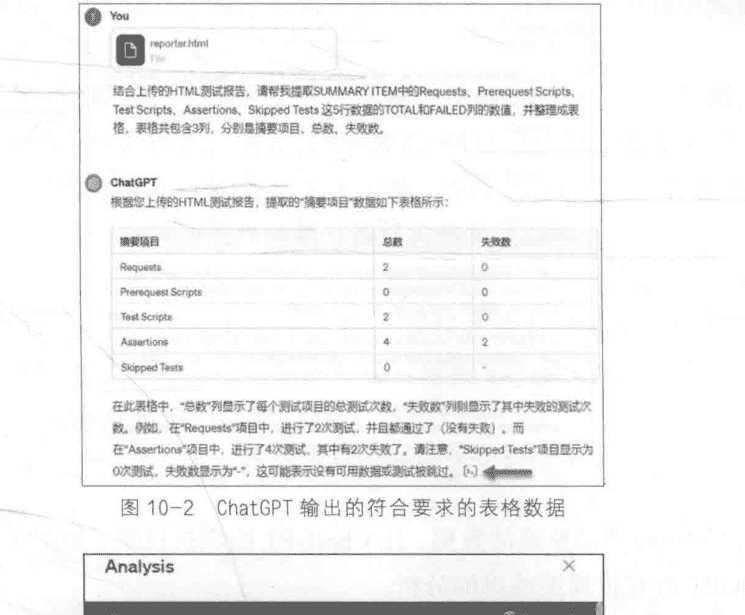 You
reporter.html
File
结合上传的HTML测试报告，请帮我提取SUMMARY ITEM中的Requests、Prerequest Scripts、
Test Scripts、Assertions、Skipped Tests 这5行数据的TOTAL和FAILED列的数值，并整理成表
格，表格共包含3列，分别是摘要项目、总数、失败数。
ChatGPT
根据您上传的HTML测试报告，提取的“摘要项目”数据如下表格所示：
摘要项目 总数 失败数
Requests 2 0
Prerequest Scripts 0 0
Test Scripts 2 0
Assertions 4 2
Skipped Tests 0 -
在此表格中，“总数”列显示了每个测试项目的总测试次数，“失败数”列则显示了其中失败的测试次
数。例如，在“Requests”项目中，进行了2次测试，并且都通过了（没有失败）。而
在“Assertions”项目中，进行了4次测试，其中有2次失败了。请注意，“Skipped Tests”项目显示为
0次测试，失败数显示为“-”，这可能表示没有可用数据或测试被跳过。 [>-]
图 10-2 ChatGPT 输出的符合要求的表格数据
Analysis